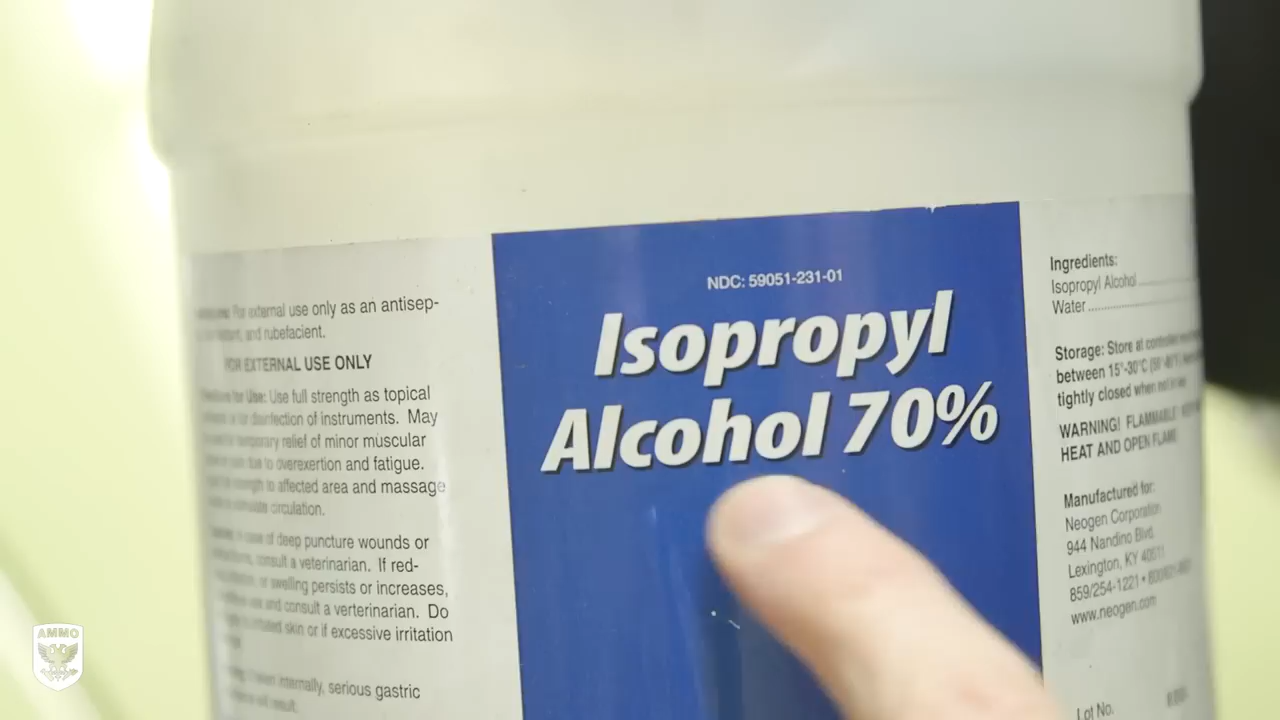 For external use only as an antisep-
and rubefacient.
FOR EXTERNAL USE ONLY
for Use: Use full strength as topical
for disinfection of instruments. May
temporary relief of minor muscular
due to overexertion and fatigue.
to affected area and massage
circulation.
in case of deep puncture wounds or
consult a veterinarian. If red-
or swelling persists or increases,
and consult a verterinarian. Do
irritated skin or if excessive irritation
internally, serious gastric
will result.
NDC: 59051-231-01
Isopropyl
Alcohol 70%
Ingredients:
Isopropyl Alcohol
Water
Storage: Store at controlled
between 15°-30°C
tightly closed when not in use
WARNING! FLAMMABLE!
HEAT AND OPEN FLAME
Manufactured for:
Neogen Corporation
944 Nandino Blvd.
Lexington, KY 40511
859/254-1221 •
www.neogen.com
Lot No.
AMMO